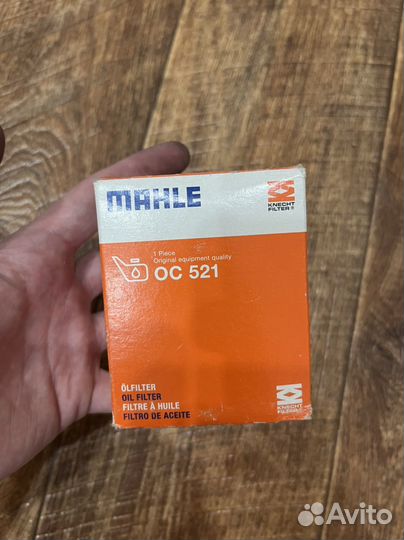 MAHLE
KNECHT
FILTER®
1 Piece
Original equipment quality
OC 521
ÖLFILTER
OIL FILTER
FILTRE À HUILE
FILTRO DE ACEITE
KNECHT
FILTER
Avito